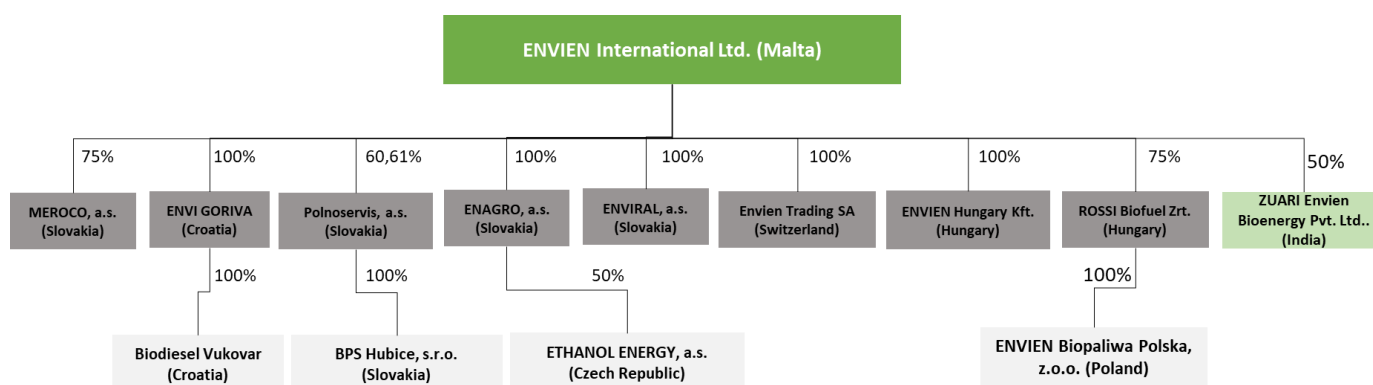 ENVIEN International Ltd. (Malta)
75%
100%
60,61%
100%
100%
100%
100%
75%
50%
MEROCO, a.s.
(Slovakia)
ENVI GORIVA
(Croatia)
Polnoservis, a.s.
(Slovakia)
ENAGRO, a.s.
(Slovakia)
ENVIRAL, a.s.
(Slovakia)
Envien Trading SA
(Switzerland)
ENVIEN Hungary Kft.
(Hungary)
ROSSI Biofuel Zrt.
(Hungary)
ZUARI Envien
Bioenergy Pvt. Ltd..
(India)
100%
100%
50%
100%
Biodiesel Vukovar
(Croatia)
BPS Hubice, s.r.o.
(Slovakia)
ETHANOL ENERGY, a.s.
(Czech Republic)
ENVIEN Biopaliwa Polska,
z.o.o. (Poland)